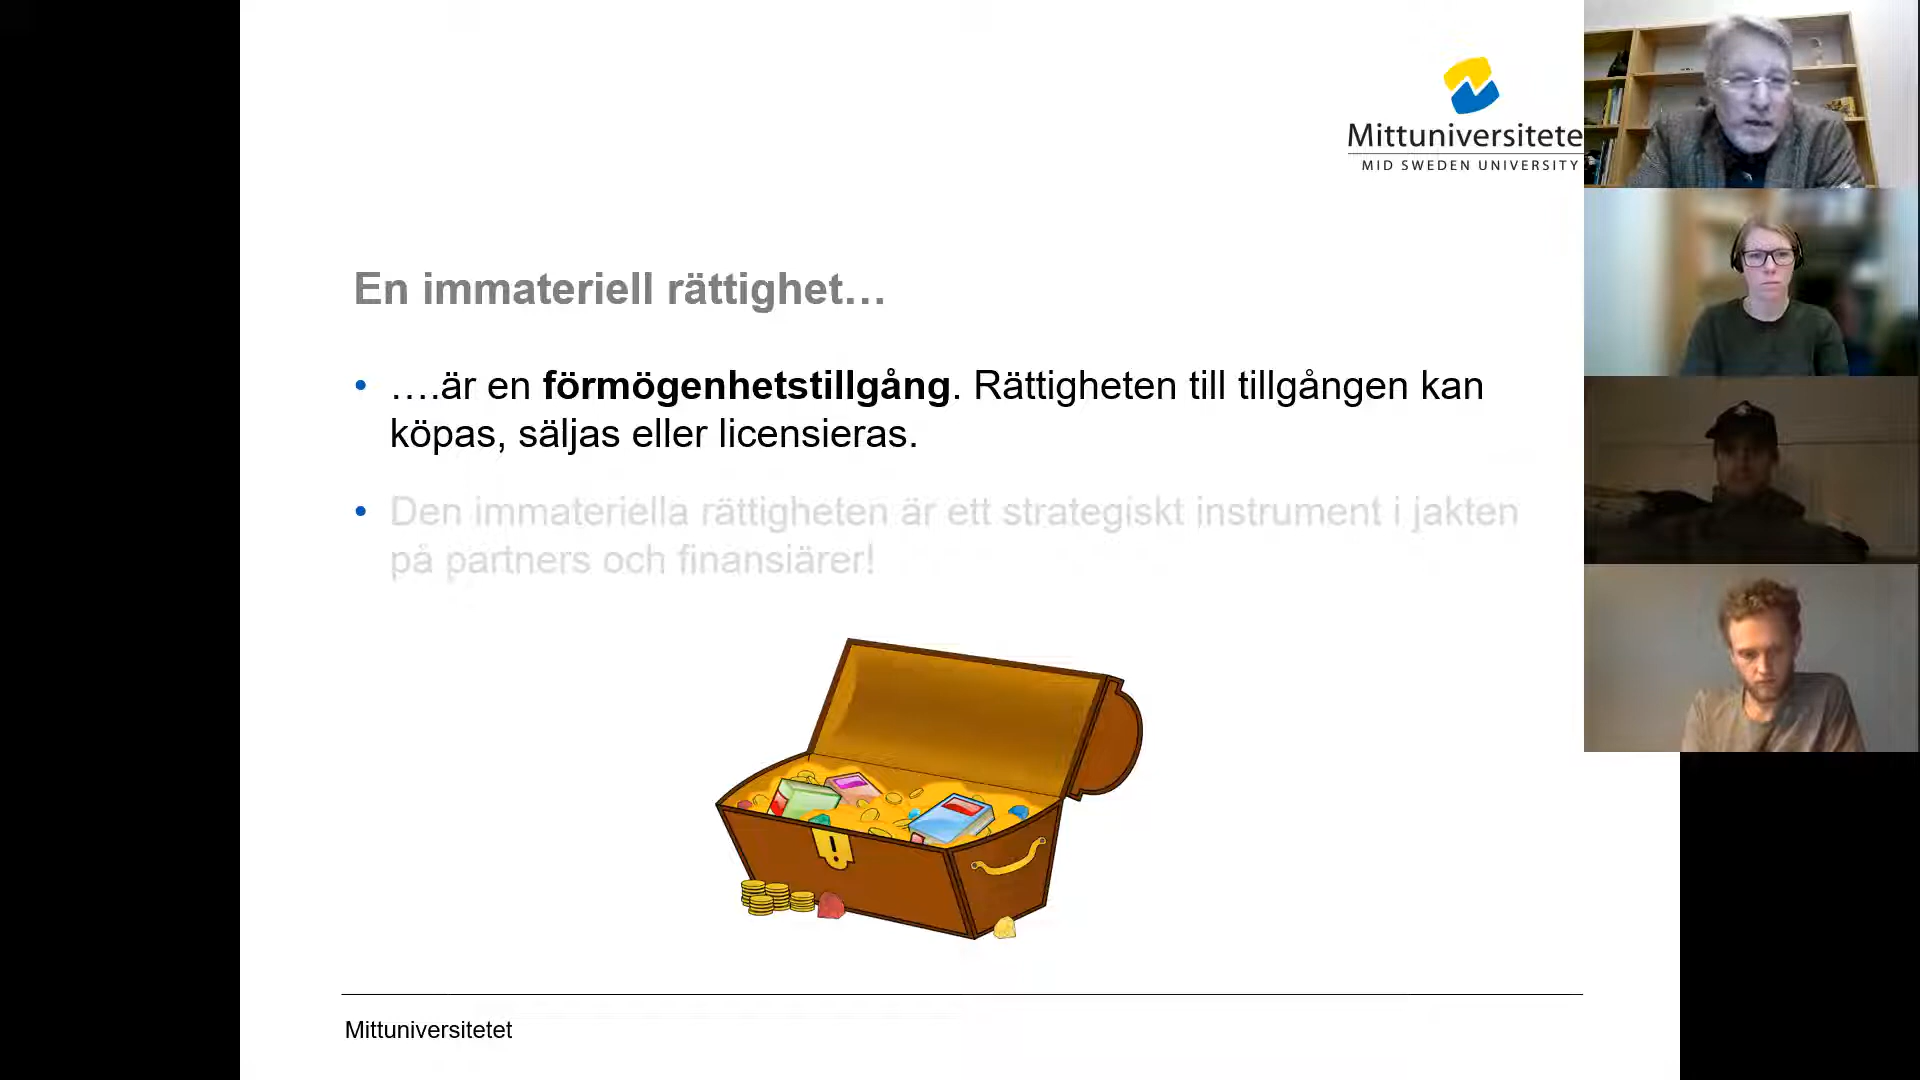 Mittuniversitete
MID SWEDEN UNIVERSITY
En immateriell rättighet…
• ….är en förmögenhetstillgång. Rättigheten till tillgången kan
köpas, säljas eller licensieras.
• Den immateriella rättigheten är ett strategiskt instrument i jakten
på partners och finansiärer!
Mittuniversitetet